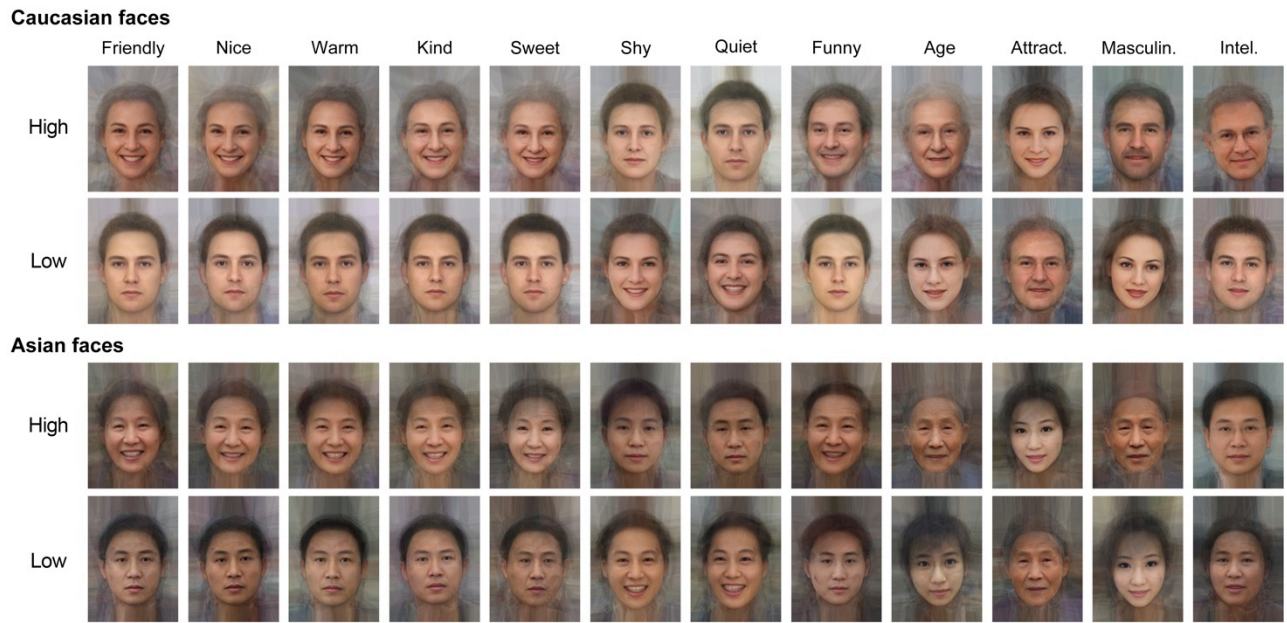 Caucasian faces
Friendly Nice Warm Kind Sweet Shy Quiet Funny Age Attract. Masculin. Intel.
High
Low
Asian faces
High
Low